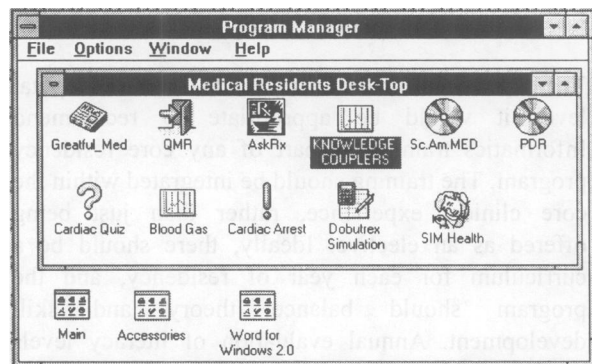 Program Manager
File Options Window Help
Medical Residents Desk-Top
Greatful_Med QMR AskRx KNOWLEDGE COUPLERS Sc.Am.MED PDR
Cardiac Quiz Blood Gas Cardiac Arrest Dobutrex Simulation SIM Health
Main Accessories Word for Windows 2.0